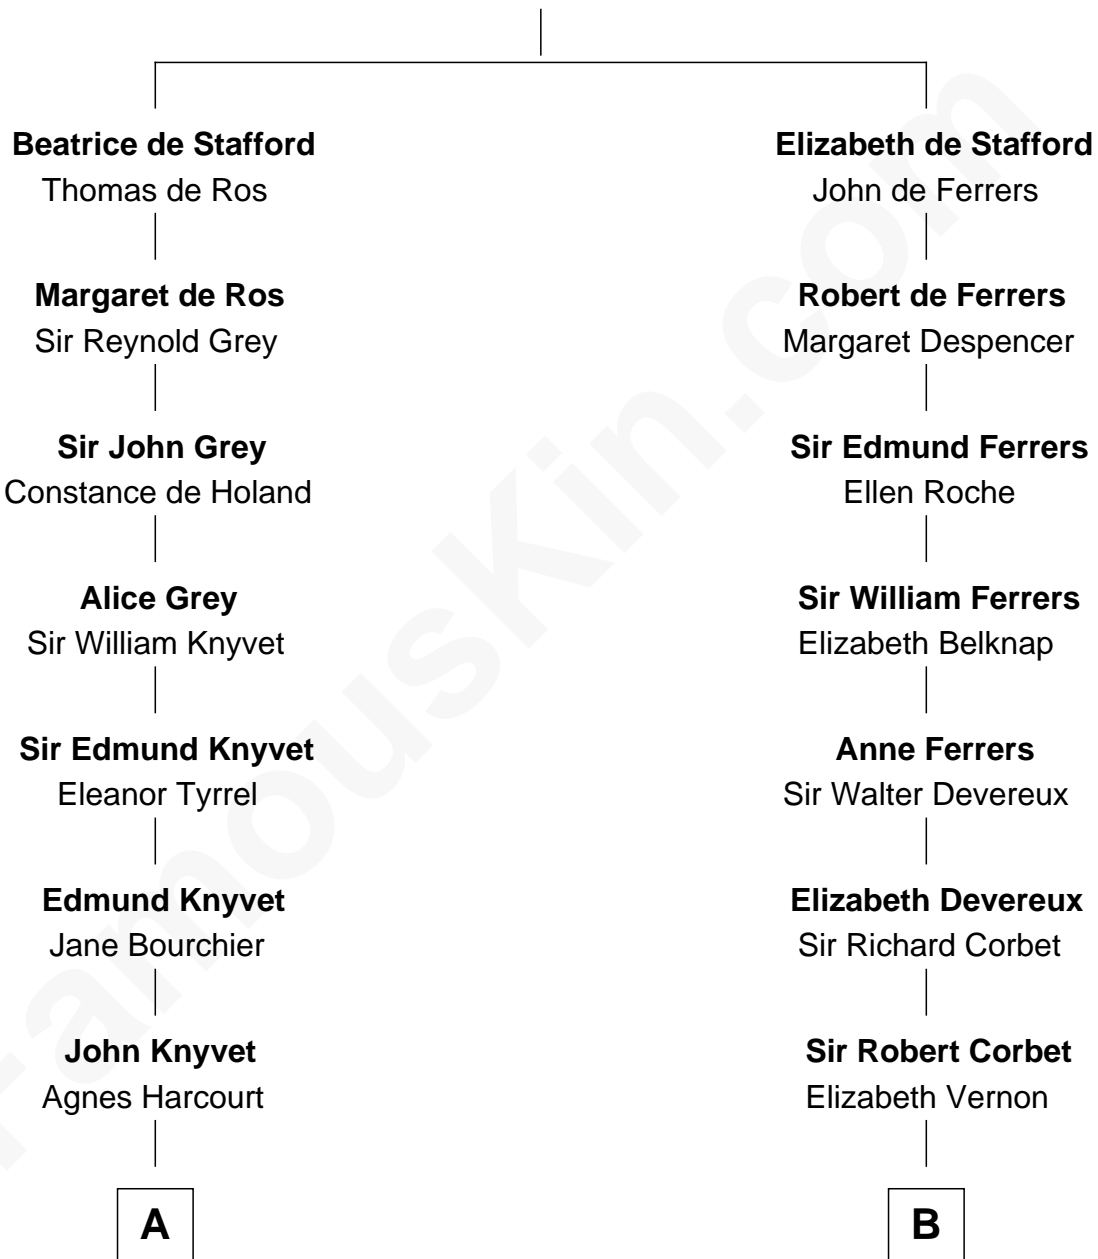 Beatrice de Stafford
Thomas de Ros
Margaret de Ros
Sir Reynold Grey
Sir John Grey
Constance de Holand
Alice Grey
Sir William Knyvet
Sir Edmund Knyvet
Eleanor Tyrrel
Edmund Knyvet
Jane Bourchier
John Knyvet
Agnes Harcourt
A
Elizabeth de Stafford
John de Ferrers
Robert de Ferrers
Margaret Despencer
Sir Edmund Ferrers
Ellen Roche
Sir William Ferrers
Elizabeth Belknap
Anne Ferrers
Sir Walter Devereux
Elizabeth Devereux
Sir Richard Corbet
Sir Robert Corbet
Elizabeth Vernon
B
FamousKin.com